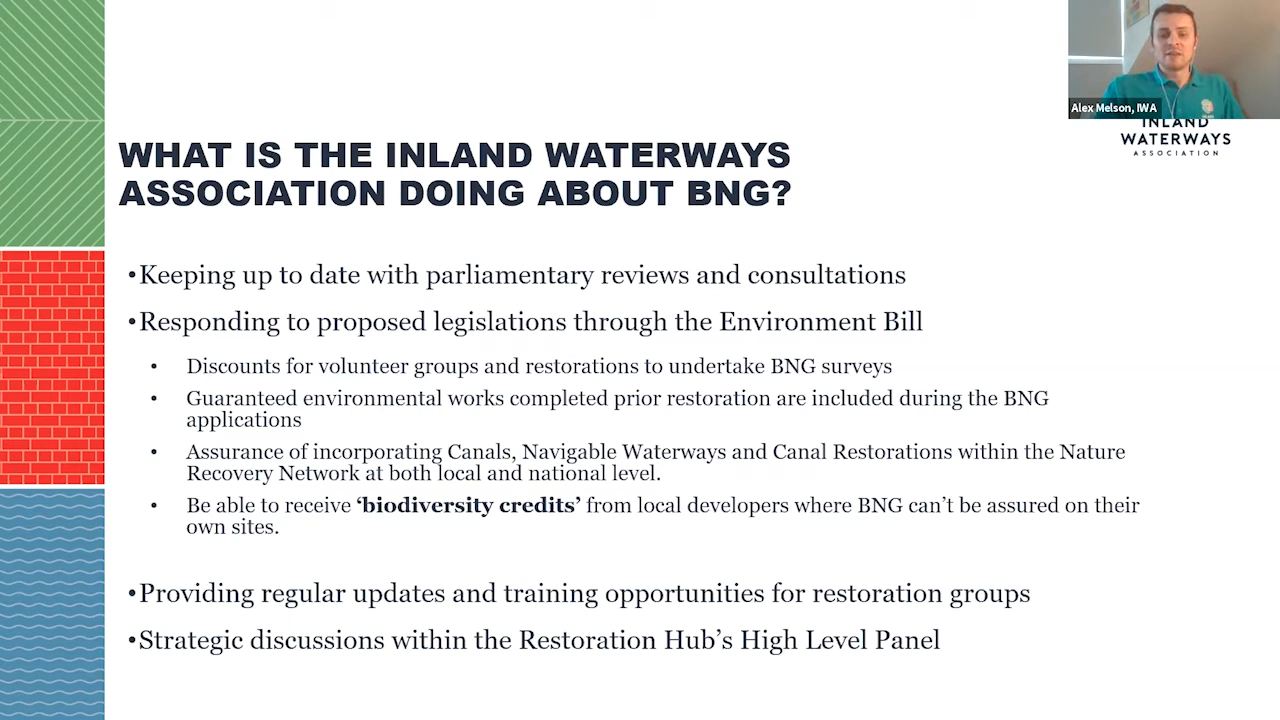 Alex Melson, IWA
INLAND
WATERWAYS
ASSOCIATION
WHAT IS THE INLAND WATERWAYS
ASSOCIATION DOING ABOUT BNG?
•Keeping up to date with parliamentary reviews and consultations
•Responding to proposed legislations through the Environment Bill
• Discounts for volunteer groups and restorations to undertake BNG surveys
• Guaranteed environmental works completed prior restoration are included during the BNG
applications
• Assurance of incorporating Canals, Navigable Waterways and Canal Restorations within the Nature
Recovery Network at both local and national level.
• Be able to receive ‘biodiversity credits’ from local developers where BNG can’t be assured on their
own sites.
•Providing regular updates and training opportunities for restoration groups
•Strategic discussions within the Restoration Hub’s High Level Panel